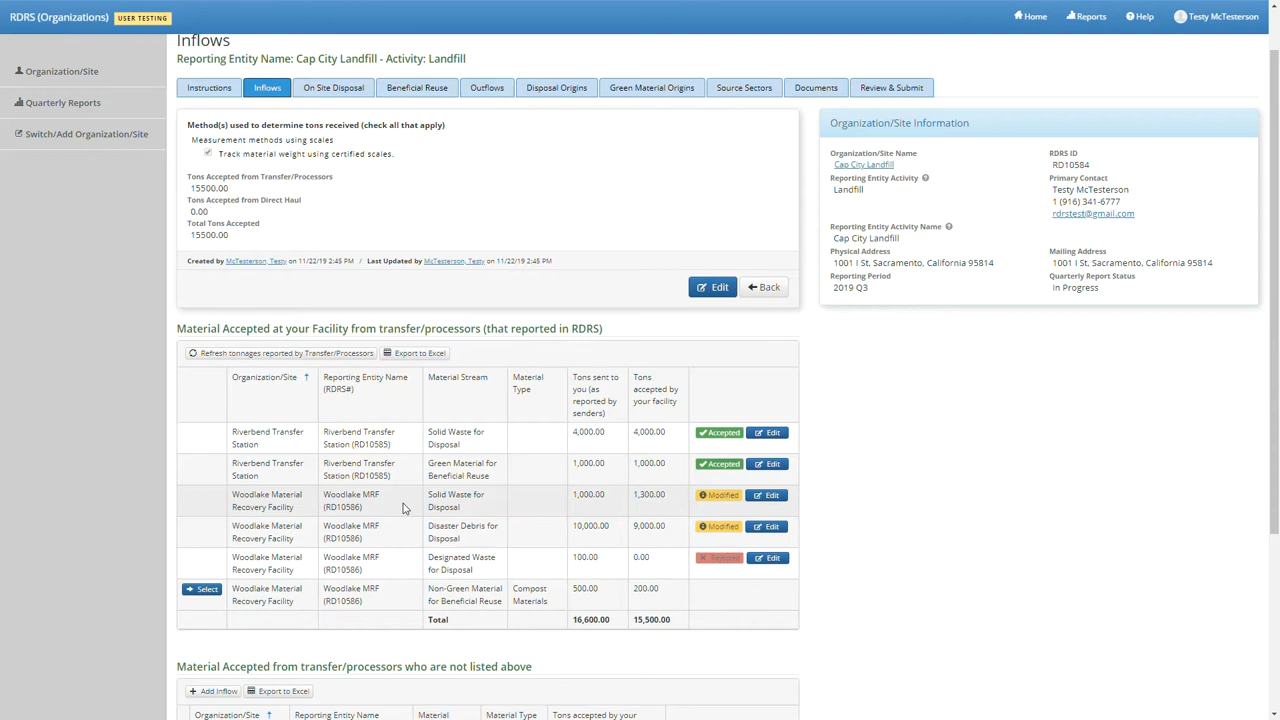 RDRS (Organizations) USER TESTING Home Reports Help Testy McTesterson
Organization/Site
Quarterly Reports
Switch/Add Organization/Site
Inflows
Reporting Entity Name: Cap City Landfill - Activity: Landfill
Instructions Inflows On Site Disposal Beneficial Reuse Outflows Disposal Origins Green Material Origins Source Sectors Documents Review & Submit
Method(s) used to determine tons received (check all that apply)
Measurement methods using scales
Track material weight using certified scales.
Tons Accepted from Transfer/Processors
15500.00
Tons Accepted from Direct Haul
0.00
Total Tons Accepted
15500.00
Created by McTesterson, Testy on 11/22/19 2:45 PM / Last Updated by McTesterson, Testy on 11/22/19 2:45 PM
Edit Back
Organization/Site Information
Organization/Site Name RDRS ID
Cap City Landfill RD10584
Reporting Entity Activity Primary Contact
Landfill Testy McTesterson
1 (916) 341-6777
rdrstest@gmail.com
Reporting Entity Activity Name
Cap City Landfill
Physical Address Mailing Address
1001 I St, Sacramento, California 95814 1001 I St, Sacramento, California 95814
Reporting Period Quarterly Report Status
2019 Q3 In Progress
Material Accepted at your Facility from transfer/processors (that reported in RDRS)
Refresh tonnages reported by Transfer/Processors Export to Excel
Organization/Site ↑ Reporting Entity Name Material Stream Material Tons sent to Tons
(RDRS#) Type you (as accepted by
reported by your facility
senders)
Riverbend Transfer Riverbend Transfer Solid Waste for 4,000.00 4,000.00 Accepted Edit
Station Station (RD10585) Disposal
Riverbend Transfer Riverbend Transfer Green Material for 1,000.00 1,000.00 Accepted Edit
Station Station (RD10585) Beneficial Reuse
Woodlake Material Woodlake MRF Solid Waste for 1,000.00 1,300.00 Modified Edit
Recovery Facility (RD10586) Disposal
Woodlake Material Woodlake MRF Disaster Debris for 10,000.00 9,000.00 Modified Edit
Recovery Facility (RD10586) Disposal
Woodlake Material Woodlake MRF Designated Waste 100.00 0.00 Rejected Edit
Recovery Facility (RD10586) for Disposal
Select Woodlake Material Woodlake MRF Non-Green Material Compost 500.00 200.00
Recovery Facility (RD10586) for Beneficial Reuse Materials
Total 16,600.00 15,500.00
Material Accepted from transfer/processors who are not listed above
Add Inflow Export to Excel
Organization/Site ↑ Reporting Entity Name Material Material Type Tons accepted by your